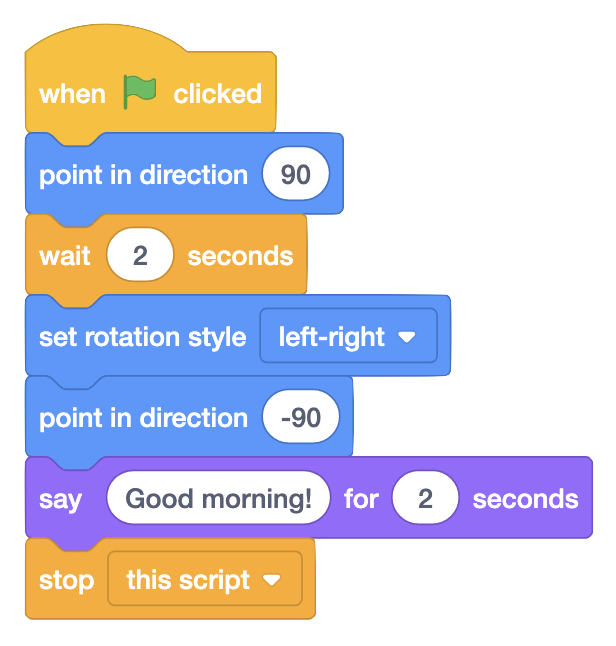 when clicked
point in direction 90
wait 2 seconds
set rotation style left-right
point in direction -90
say Good morning! for 2 seconds
stop this script